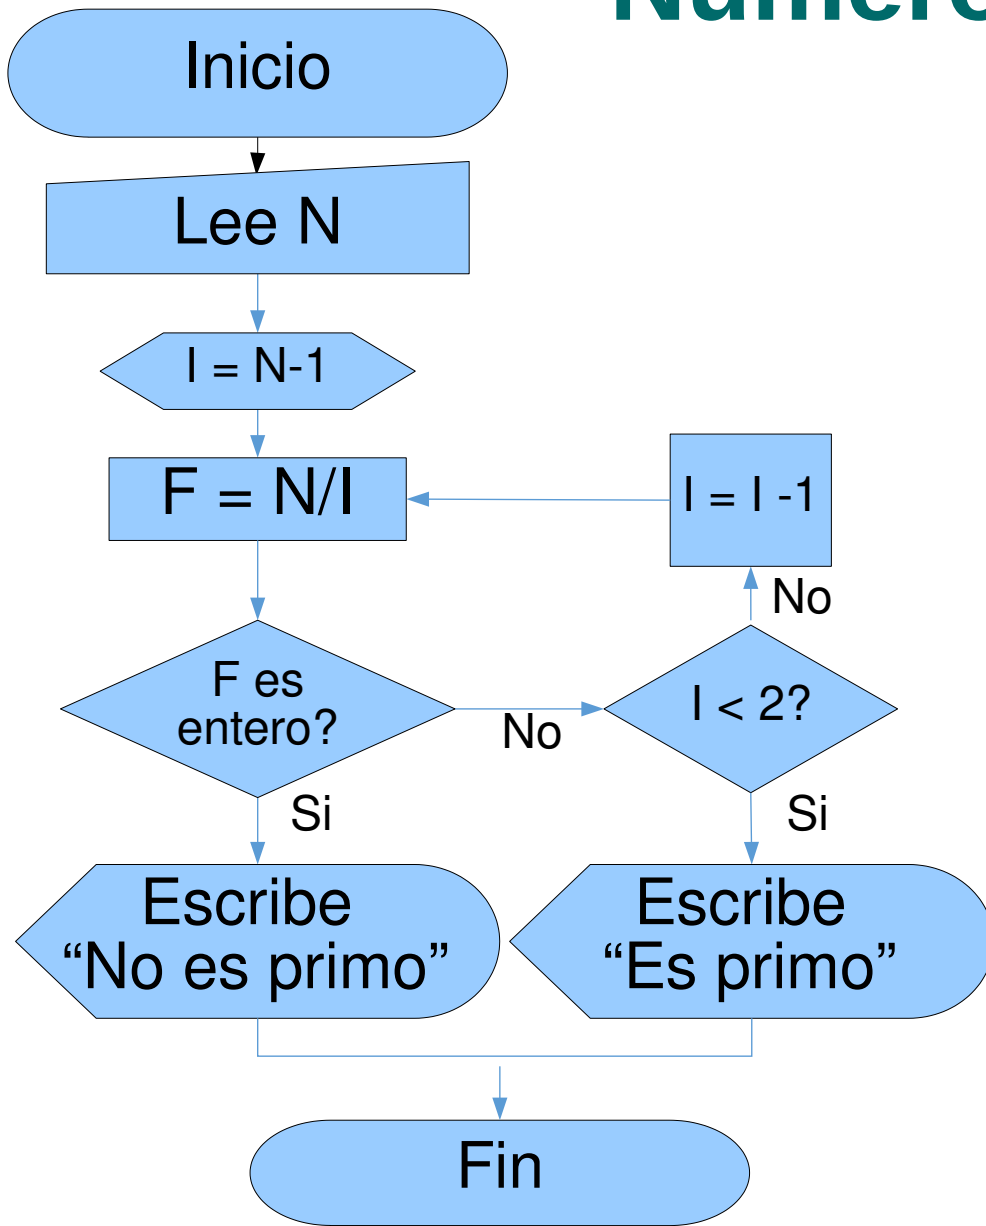 Inicio
Lee N
I = N-1
F = N/I
I = I -1
No
F es
entero?
No
I < 2?
Si
Si
Escribe
“No es primo”
Escribe
“Es primo”
Fin